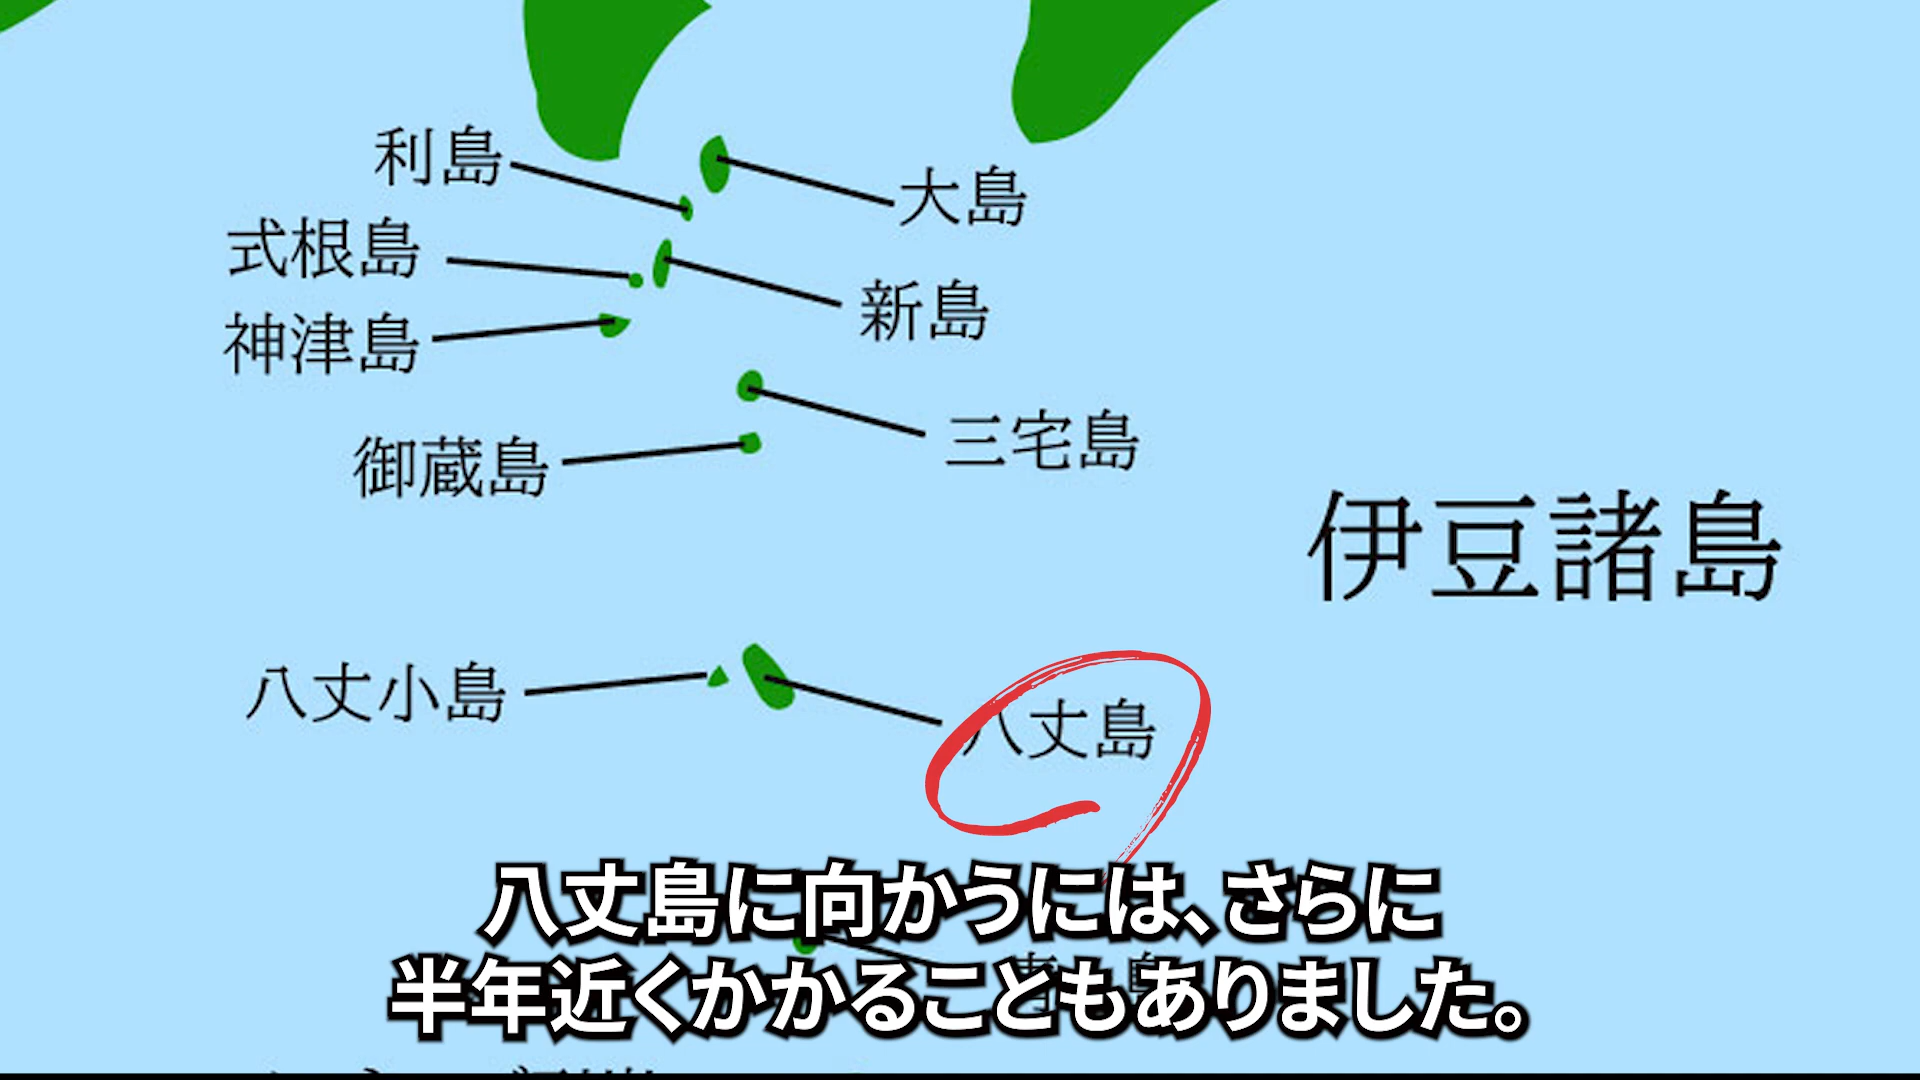 利島
大島
式根島
新島
神津島
三宅島
御蔵島
伊豆諸島
八丈小島
八丈島
八丈島に向かうには、さらに
半年近くかかることもありました。